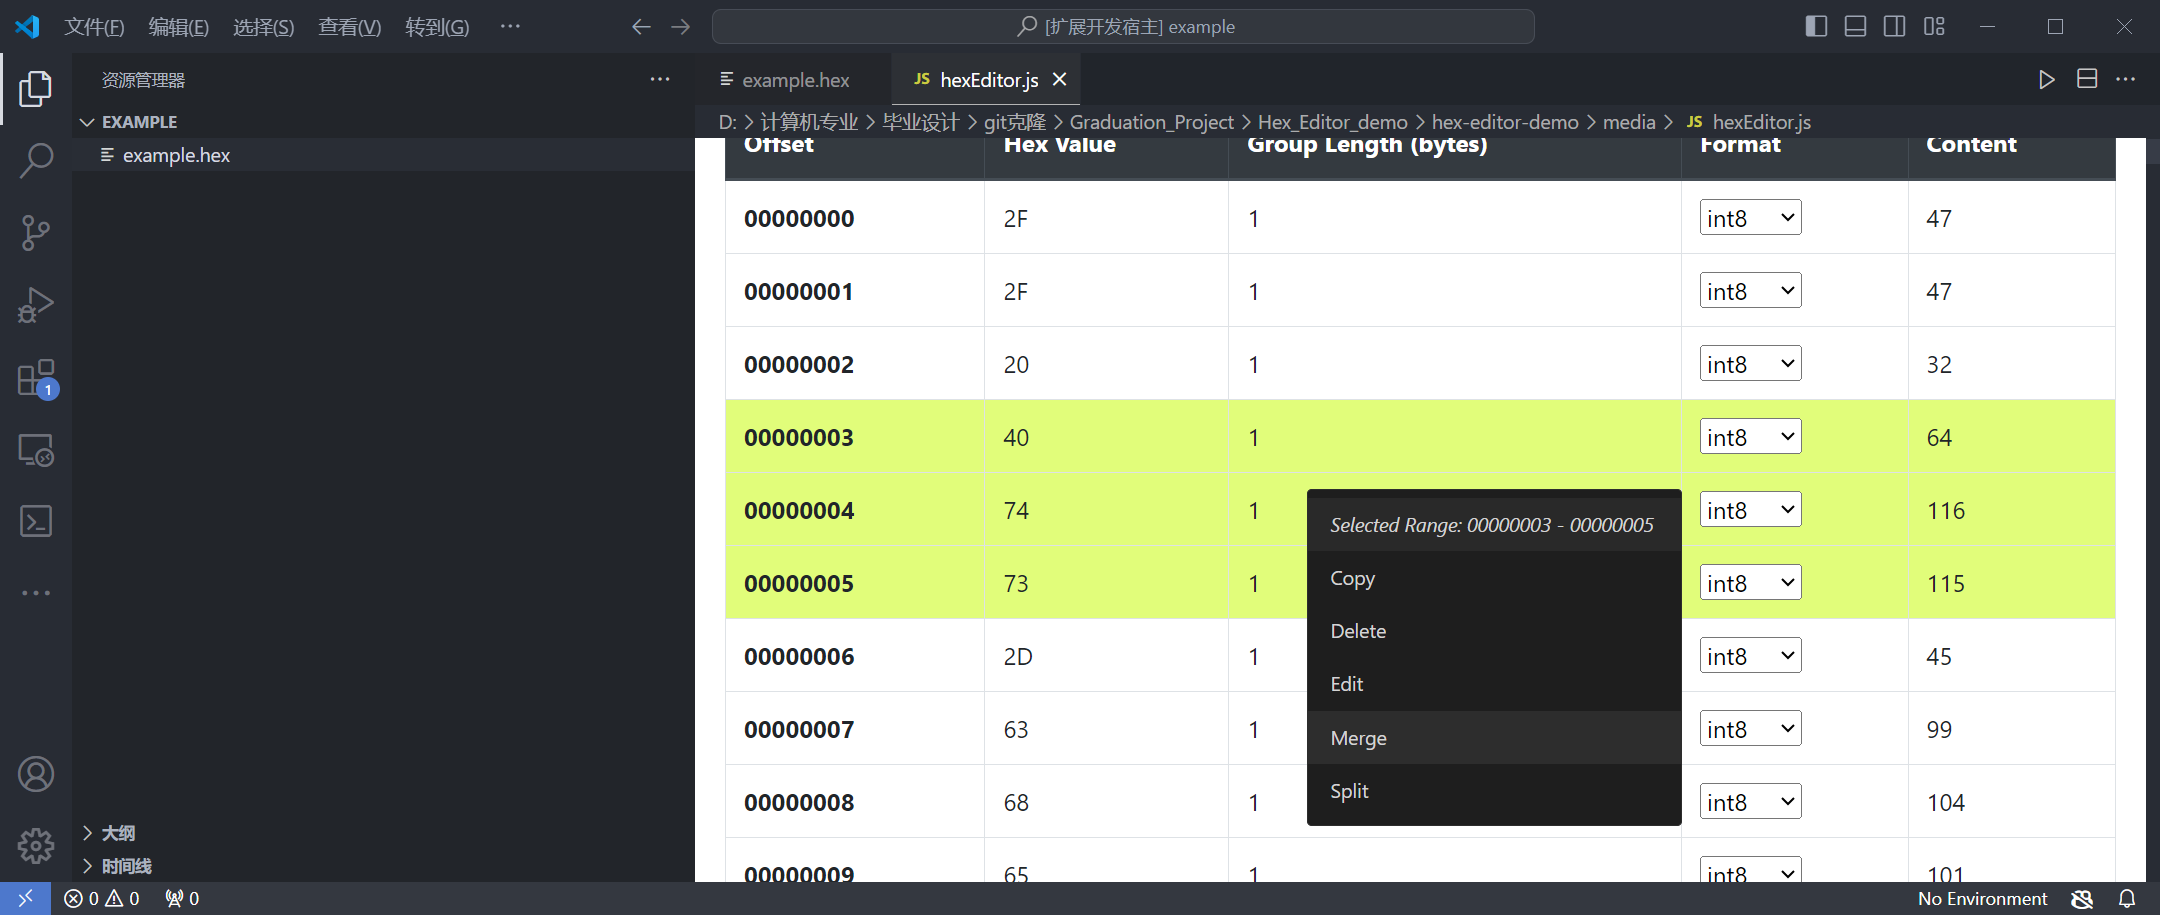 文件(F) 编辑(E) 选择(S) 查看(V) 转到(G) ··· [扩展开发宿主] example
资源管理器 ···
EXAMPLE
example.hex
大纲
时间线
example.hex JS hexEditor.js
D: > 计算机专业 > 毕业设计 > git克隆 > Graduation_Project > Hex_Editor_demo > hex-editor-demo > media > JS hexEditor.js
Offset Hex Value Group Length (bytes) Format Content
00000000 2F 1 int8 47
00000001 2F 1 int8 47
00000002 20 1 int8 32
00000003 40 1 int8 64
00000004 74 1 int8 116
00000005 73 1 int8 115
00000006 2D 1 int8 45
00000007 63 1 int8 99
00000008 68 1 int8 104
00000009 65 1 int8 101
Selected Range: 00000003 - 00000005
Copy
Delete
Edit
Merge
Split
1
0 0 0 No Environment